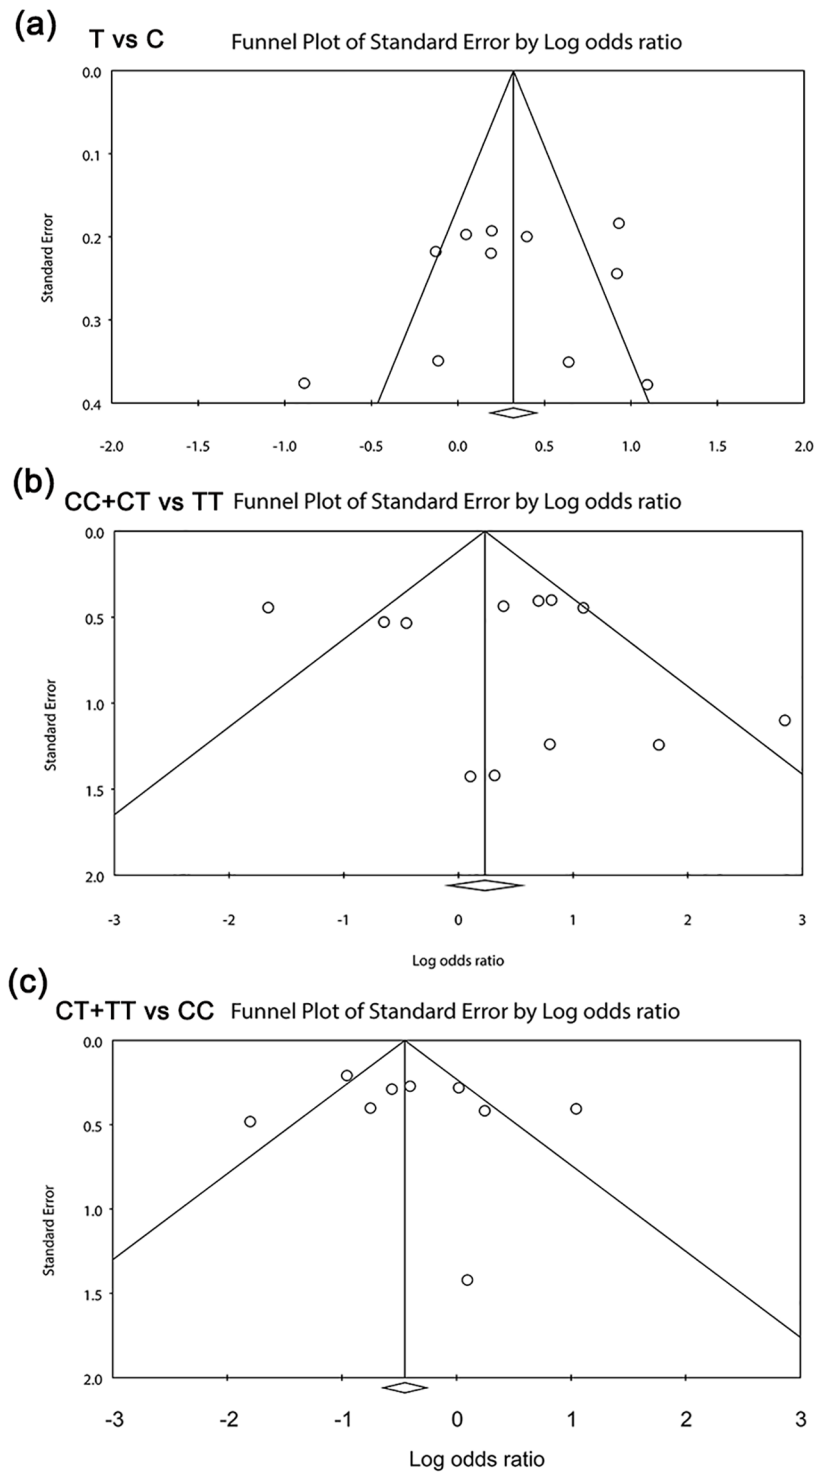 (a)
T vs C Funnel Plot of Standard Error by Log odds ratio
0.0
0.1
0.2
0.3
0.4
Standard Error
-2.0 -1.5 -1.0 -0.5 0.0 0.5 1.0 1.5 2.0
(b)
CC+CT vs TT Funnel Plot of Standard Error by Log odds ratio
0.0
0.5
1.0
1.5
2.0
Standard Error
-3 -2 -1 0 1 2 3
Log odds ratio
(c)
CT+TT vs CC Funnel Plot of Standard Error by Log odds ratio
0.0
0.5
1.0
1.5
2.0
Standard Error
-3 -2 -1 0 1 2 3
Log odds ratio